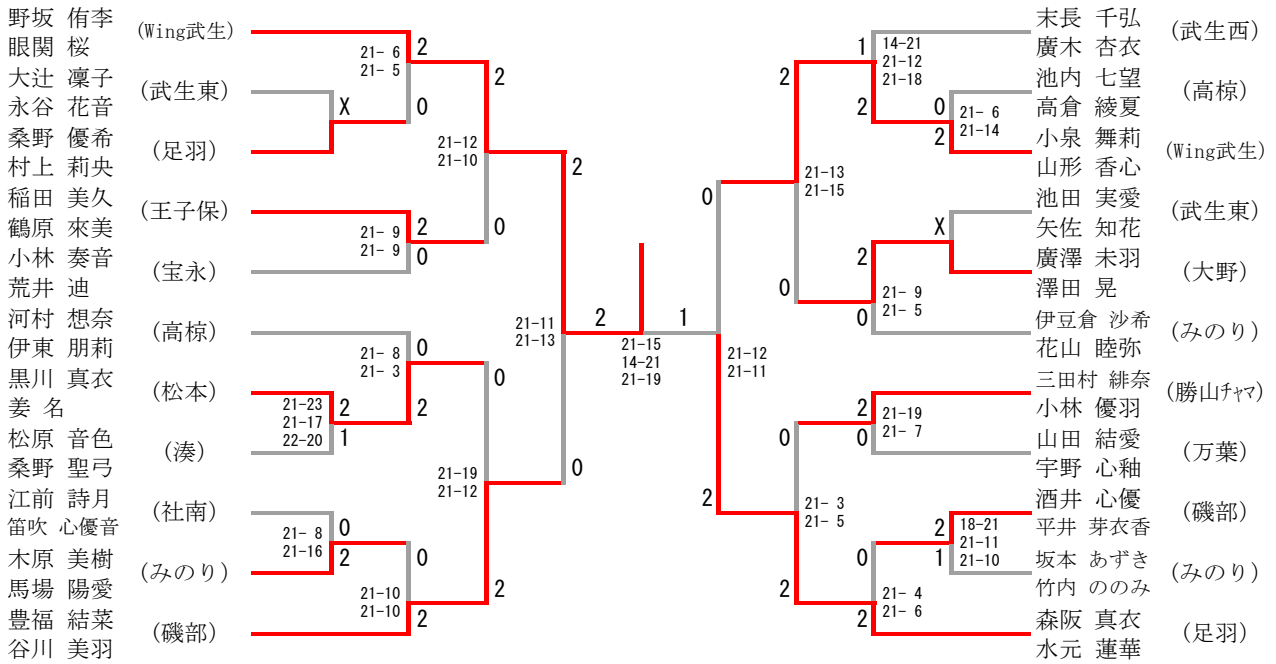 野坂 侑李
眼関 桜
(Wing武生)
大辻 凜子
永谷 花音
(武生東)
桑野 優希
村上 莉央
(足羽)
稲田 美久
鶴原 來美
(王子保)
小林 奏音
荒井 迪
(宝永)
河村 想奈
伊東 朋莉
(高椋)
黒川 真衣
姜 名
(松本)
松原 音色
桑野 聖弓
(湊)
江前 詩月
笛吹 心優音
(社南)
木原 美樹
馬場 陽愛
(みのり)
豊福 結菜
谷川 美羽
(磯部)
21- 6
21- 5
2
0
X
2
21-12
21-10
0
21- 9
21- 9
2
0
2
21-11
21-13
0
21- 8
21- 3
0
2
21-23
21-17
22-20
2
1
0
21-19
21-12
2
21- 8
21-16
0
2
0
21-10
21-10
2
2
21-15
14-21
21-19
1
0
21-12
21-11
2
2
21-13
21-15
0
1
14-21
21-12
21-18
2
0
21- 6
21-14
2
X
2
21- 9
21- 5
0
0
21- 3
21- 5
2
2
21-19
21- 7
0
2
18-21
21-11
21-10
1
0
21- 4
21- 6
2
末長 千弘
廣木 杏衣
(武生西)
池内 七望
高倉 綾夏
(高椋)
小泉 舞莉
山形 香心
(Wing武生)
池田 実愛
矢佐 知花
(武生東)
廣澤 未羽
澤田 晃
(大野)
伊豆倉 沙希
花山 睦弥
(みのり)
三田村 緋奈
小林 優羽
(勝山チャマ)
山田 結愛
宇野 心釉
(万葉)
酒井 心優
平井 芽衣香
(磯部)
坂本 あずき
竹内 ののみ
(みのり)
森阪 真衣
水元 蓮華
(足羽)